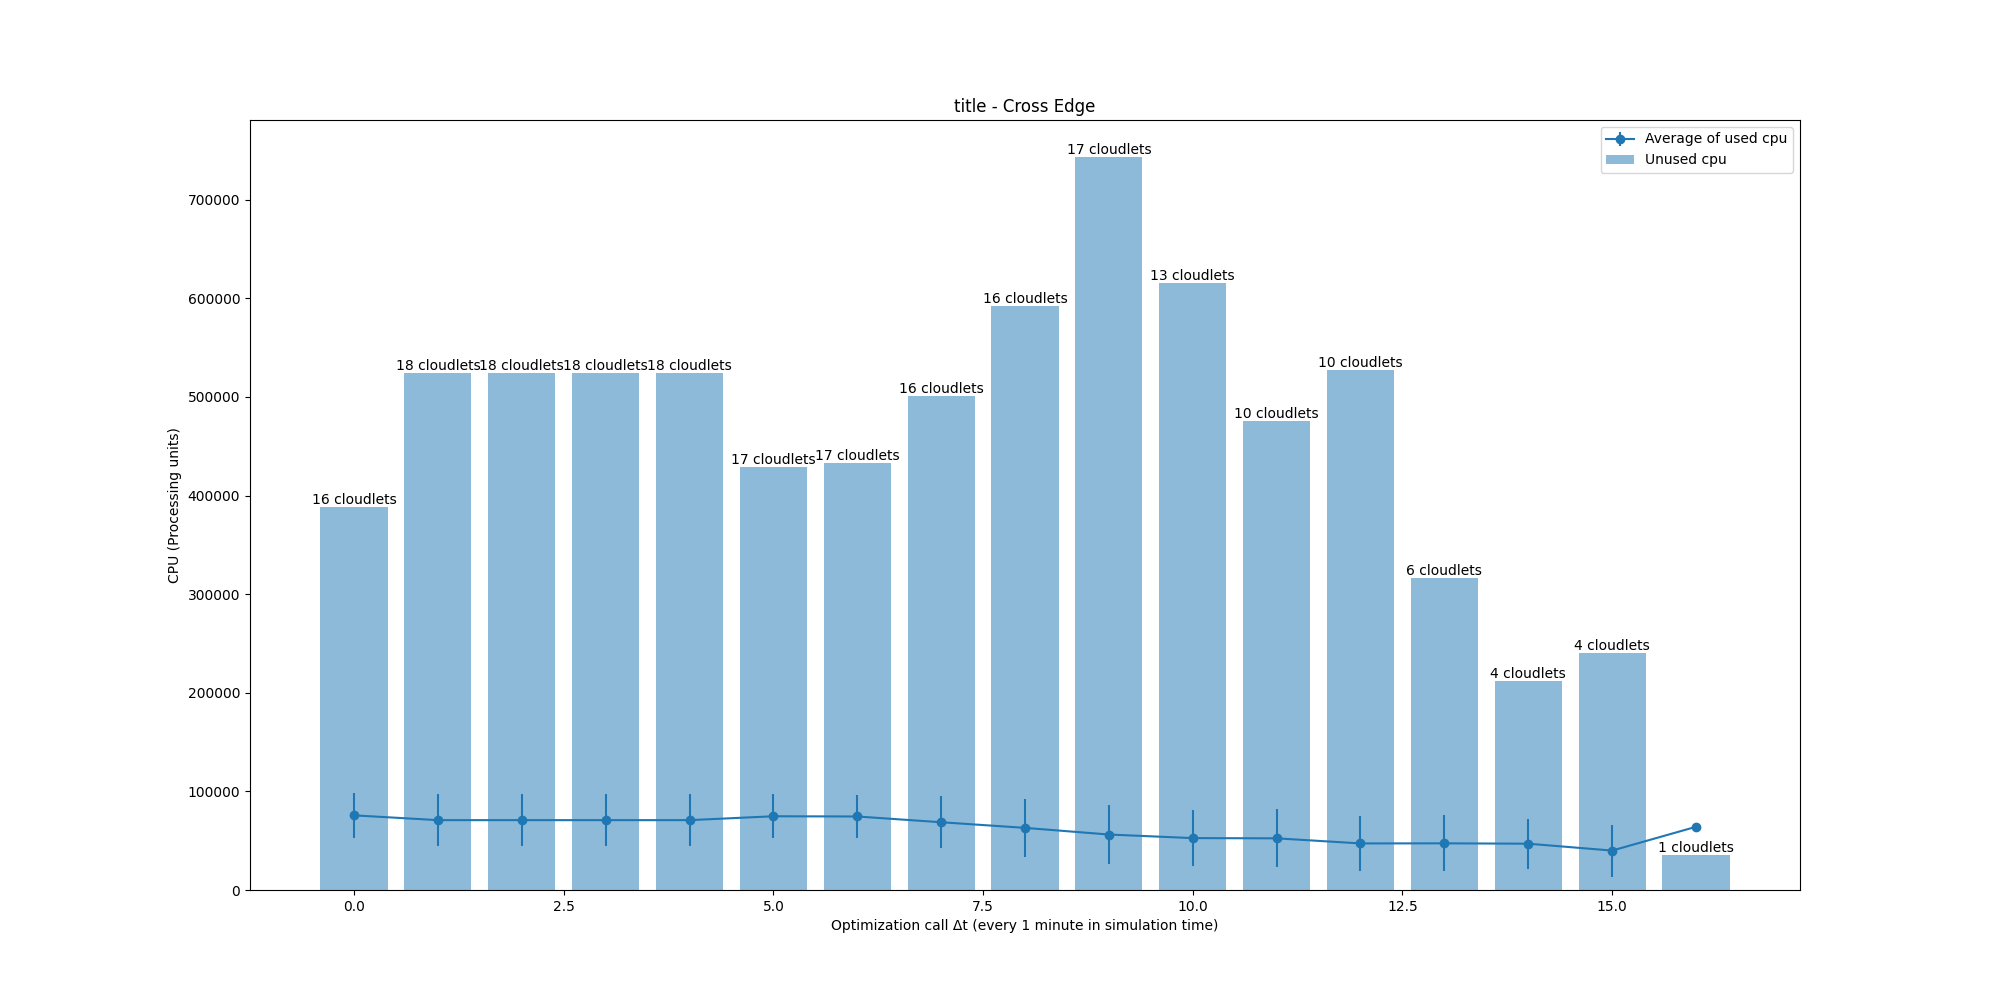 title - Cross Edge
Average of used cpu
Unused cpu
17 cloudlets
13 cloudlets
16 cloudlets
10 cloudlets
18 cloudlets
18 cloudlets
18 cloudlets
18 cloudlets
16 cloudlets
10 cloudlets
17 cloudlets
17 cloudlets
16 cloudlets
6 cloudlets
4 cloudlets
4 cloudlets
1 cloudlets
700000
600000
500000
400000
300000
200000
100000
0
CPU (Processing units)
0.0 2.5 5.0 7.5 10.0 12.5 15.0
Optimization call Δt (every 1 minute in simulation time)